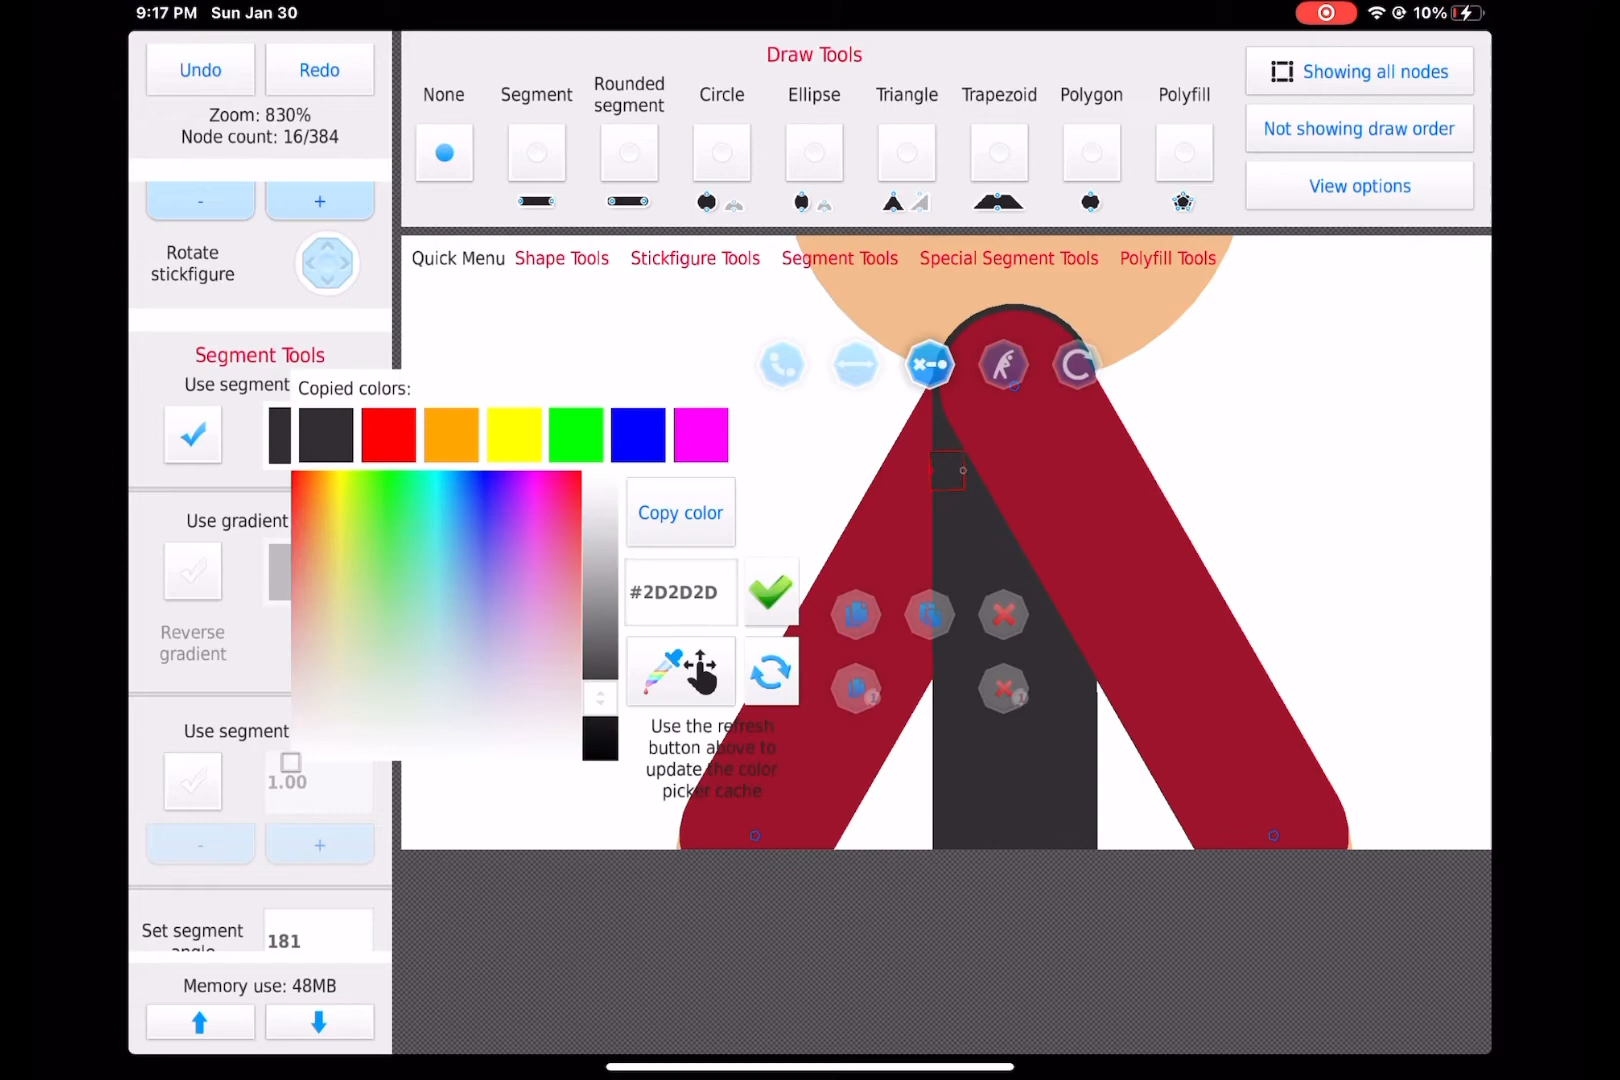 9:17 PM Sun Jan 30
10%
Undo
Redo
Zoom: 830%
Node count: 16/384
-
+
Rotate
stickfigure
Segment Tools
Use segment
Use gradient
Reverse
gradient
Use segment
1.00
-
+
Set segment
angle
181
Memory use: 48MB
Draw Tools
None
Segment
Rounded
segment
Circle
Ellipse
Triangle
Trapezoid
Polygon
Polyfill
Showing all nodes
Not showing draw order
View options
Quick Menu
Shape Tools
Stickfigure Tools
Segment Tools
Special Segment Tools
Polyfill Tools
Copied colors:
Copy color
#2D2D2D
Use the refresh
button above to
update the color
picker cache
1
1